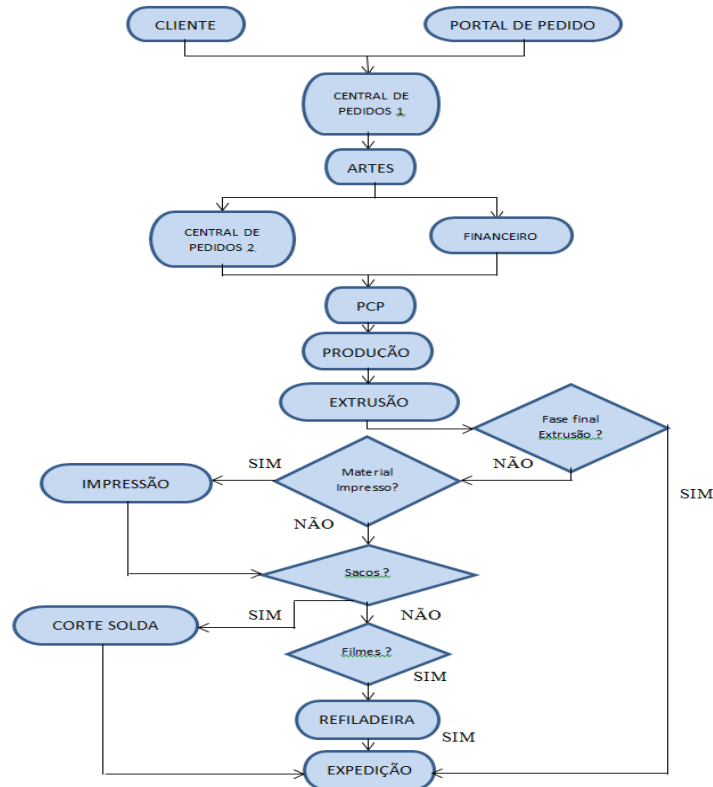 CLIENTE
PORTAL DE PEDIDO
CENTRAL DE
PEDIDOS 1
ARTES
CENTRAL DE
PEDIDOS 2.
FINANCEIRO
PCP
PRODUÇÃO
EXTRUSÃO
Fase final
Extrusão ?
SIM
NÃO
Material
Impresso?
IMPRESSÃO
SIM
NÃO
Sacos ?
SIM
NÃO
CORTE SOLDA
Filmes ?
SIM
REFILADEIRA
SIM
EXPEDIÇÃO